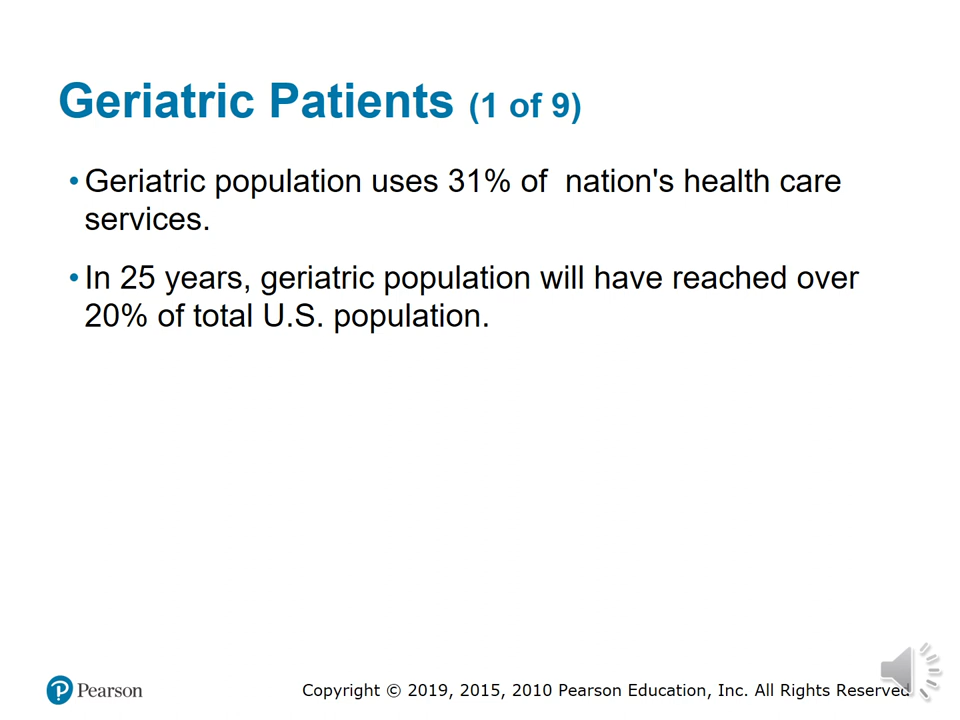 Geriatric Patients (1 of 9)
• Geriatric population uses 31% of  nation's health care
services.
• In 25 years, geriatric population will have reached over
20% of total U.S. population.
Pearson
Copyright © 2019, 2015, 2010 Pearson Education, Inc. All Rights Reserved